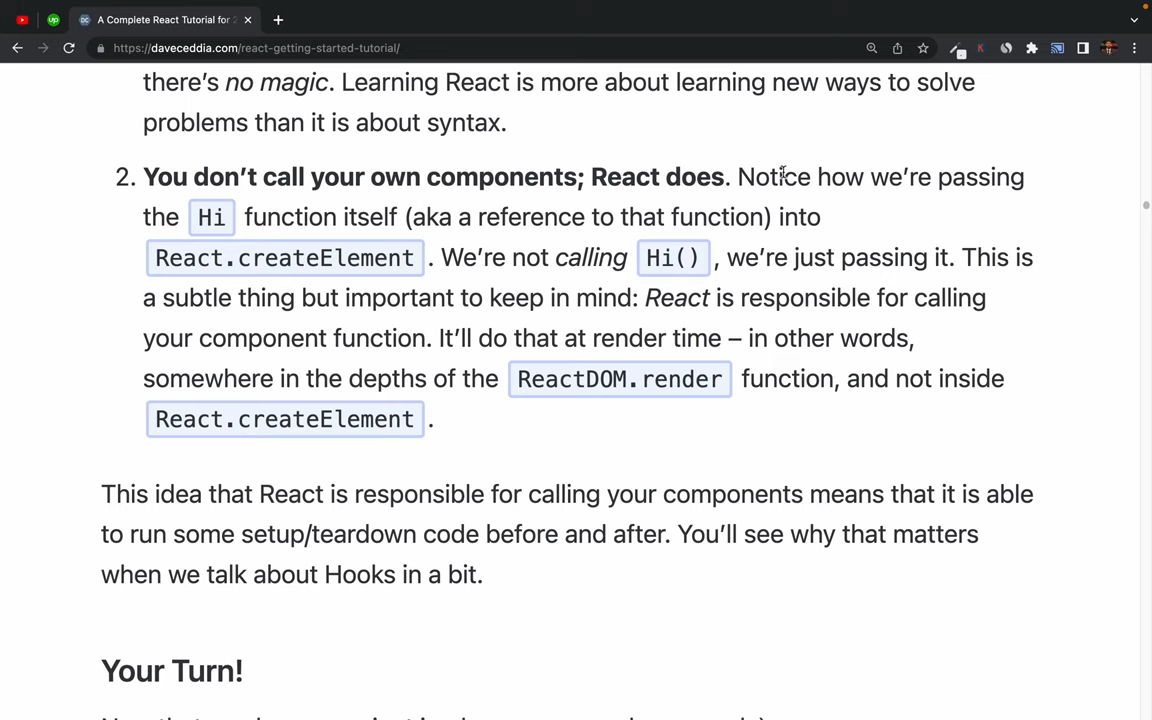 A Complete React Tutorial for 2
https://daveceddia.com/react-getting-started-tutorial/
there's no magic. Learning React is more about learning new ways to solve
problems than it is about syntax.
2. You don't call your own components; React does. Notice how we're passing
the Hi function itself (aka a reference to that function) into
React.createElement. We're not calling Hi(), we're just passing it. This is
a subtle thing but important to keep in mind: React is responsible for calling
your component function. It'll do that at render time – in other words,
somewhere in the depths of the ReactDOM.render function, and not inside
React.createElement.
This idea that React is responsible for calling your components means that it is able
to run some setup/teardown code before and after. You'll see why that matters
when we talk about Hooks in a bit.
Your Turn!